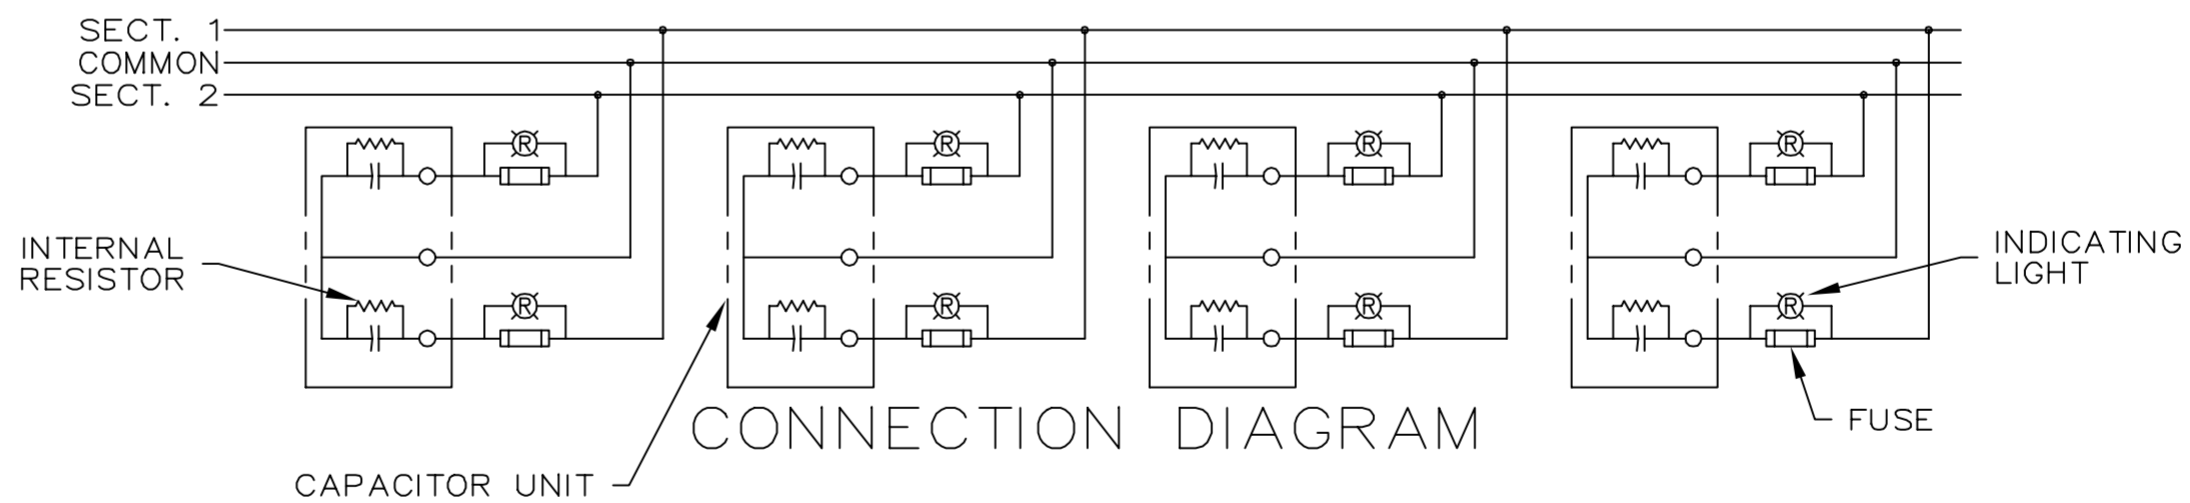 SECT. 1
COMMON
SECT. 2
R
R
R
R
INTERNAL
RESISTOR
INDICATING
LIGHT
R
R
R
R
CONNECTION DIAGRAM
FUSE
CAPACITOR UNIT